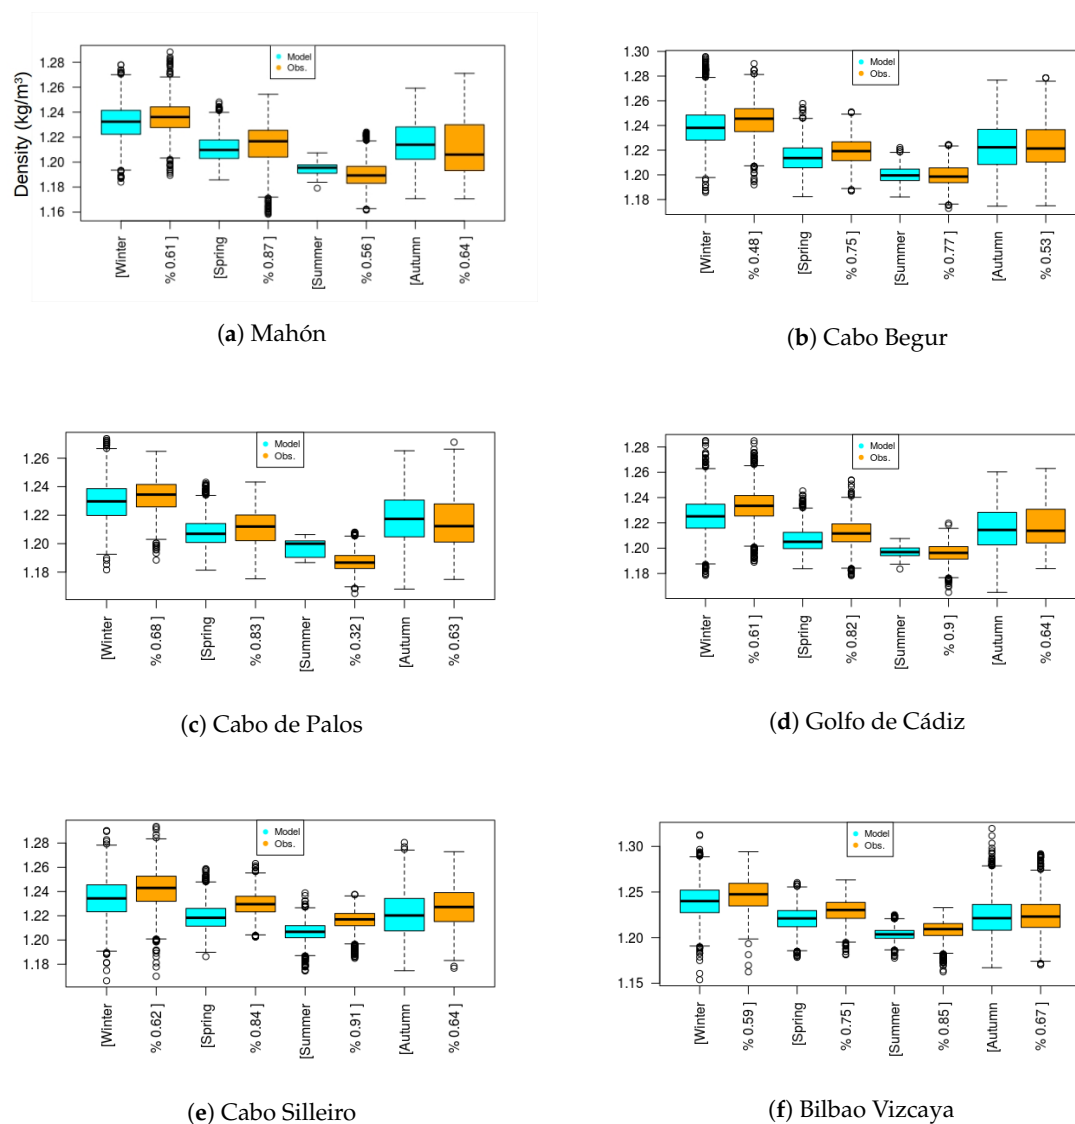 Density (kg/m³)
1.28
1.26
1.24
1.22
1.20
1.18
1.16
Model
Obs.
[Winter
% 0.61 ]
[Spring
% 0.87 ]
[Summer
% 0.56 ]
[Autumn
% 0.64 ]
(a) Mahón
1.30
1.28
1.26
1.24
1.22
1.20
1.18
Model
Obs.
[Winter
% 0.48 ]
[Spring
% 0.75 ]
[Summer
% 0.77 ]
[Autumn
% 0.53 ]
(b) Cabo Begur
1.26
1.24
1.22
1.20
1.18
Model
Obs.
[Winter
% 0.68 ]
[Spring
% 0.83 ]
[Summer
% 0.32 ]
[Autumn
% 0.63 ]
(c) Cabo de Palos
1.28
1.26
1.24
1.22
1.20
1.18
Model
Obs.
[Winter
% 0.61 ]
[Spring
% 0.82 ]
[Summer
% 0.9 ]
[Autumn
% 0.64 ]
(d) Golfo de Cádiz
1.28
1.26
1.24
1.22
1.20
1.18
Model
Obs.
[Winter
% 0.62 ]
[Spring
% 0.84 ]
[Summer
% 0.91 ]
[Autumn
% 0.64 ]
(e) Cabo Silleiro
1.30
1.25
1.20
1.15
Model
Obs.
[Winter
% 0.59 ]
[Spring
% 0.75 ]
[Summer
% 0.85 ]
[Autumn
% 0.67 ]
(f) Bilbao Vizcaya